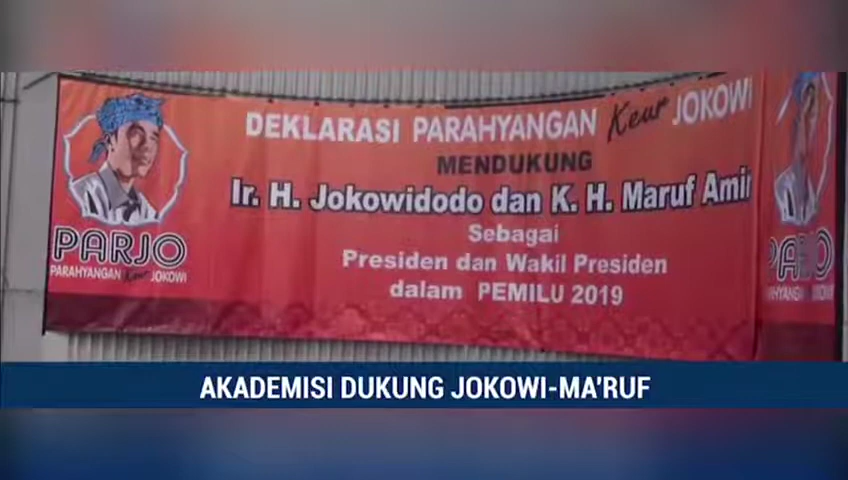 DEKLARASI PARAHYANGAN Keur JOKOWI
MENDUKUNG
Ir. H. Jokowidodo dan K. H. Maruf Amin
Sebagai
Presiden dan Wakil Presiden
dalam PEMILU 2019
PARJO
PARAHYANGAN Keur JOKOWI
AKADEMISI DUKUNG JOKOWI-MA'RUF